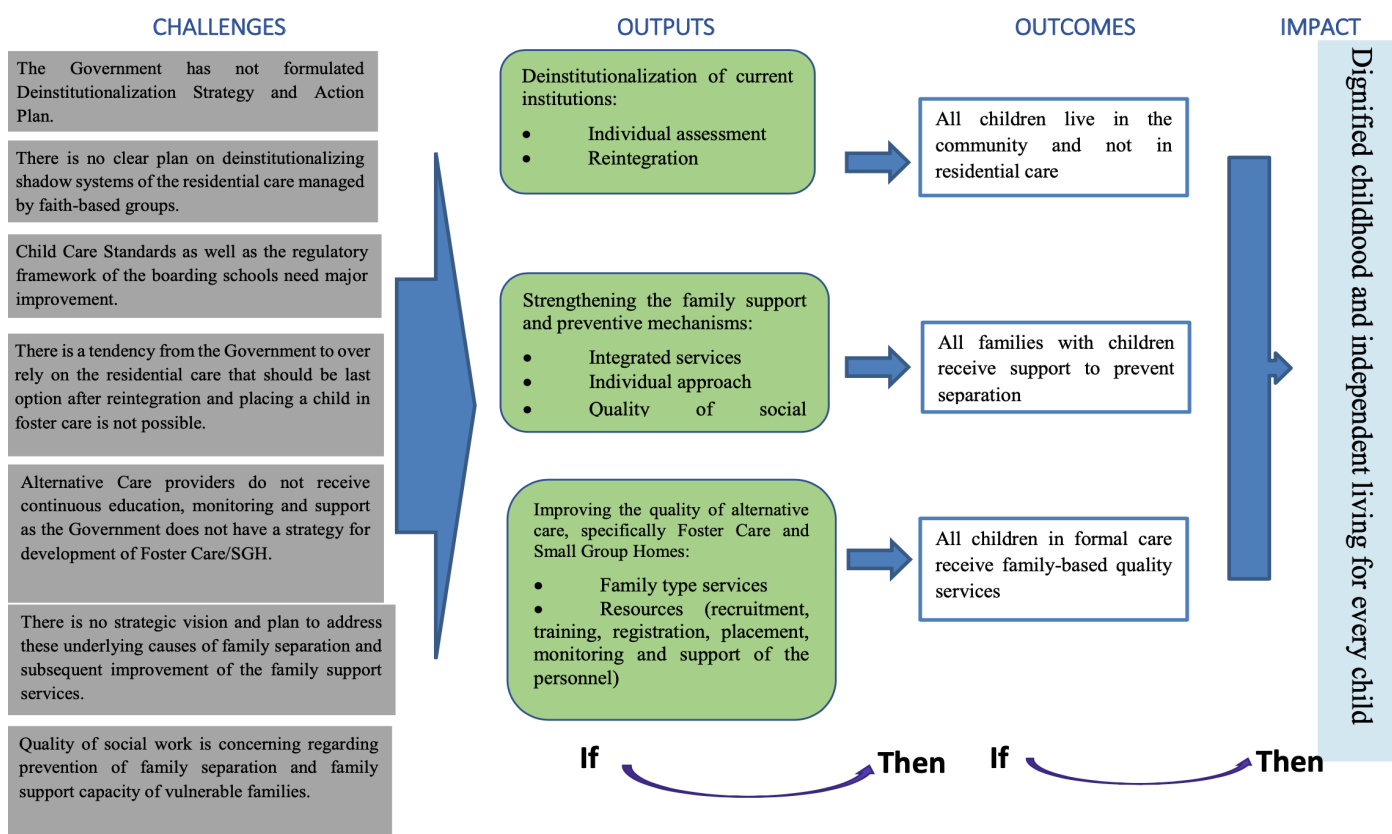 CHALLENGES
The Government has not formulated
Deinstitutionalization Strategy and Action
Plan.
There is no clear plan on deinstitutionalizing
shadow systems of the residential care managed
by faith-based groups.
Child Care Standards as well as the regulatory
framework of the boarding schools need major
improvement.
There is a tendency from the Government to over
rely on the residential care that should be last
option after reintegration and placing a child in
foster care is not possible.
Alternative Care providers do not receive
continuous education, monitoring and support
as the Government does not have a strategy for
development of Foster Care/SGH.
There is no strategic vision and plan to address
these underlying causes of family separation and
subsequent improvement of the family support
services.
Quality of social work is concerning regarding
prevention of family separation and family
support capacity of vulnerable families.
OUTPUTS
Deinstitutionalization of current
institutions:
• Individual assessment
• Reintegration
Strengthening the family support
and preventive mechanisms:
• Integrated services
• Individual approach
• Quality of social
Improving the quality of alternative
care, specifically Foster Care and
Small Group Homes:
• Family type services
• Resources (recruitment,
training, registration, placement,
monitoring and support of the
personnel)
OUTCOMES
All children live in the
community and not in
residential care
All families with children
receive support to prevent
separation
All children in formal care
receive family-based quality
services
IMPACT
Dignified childhood and independent living for every child
If
Then
If
Then